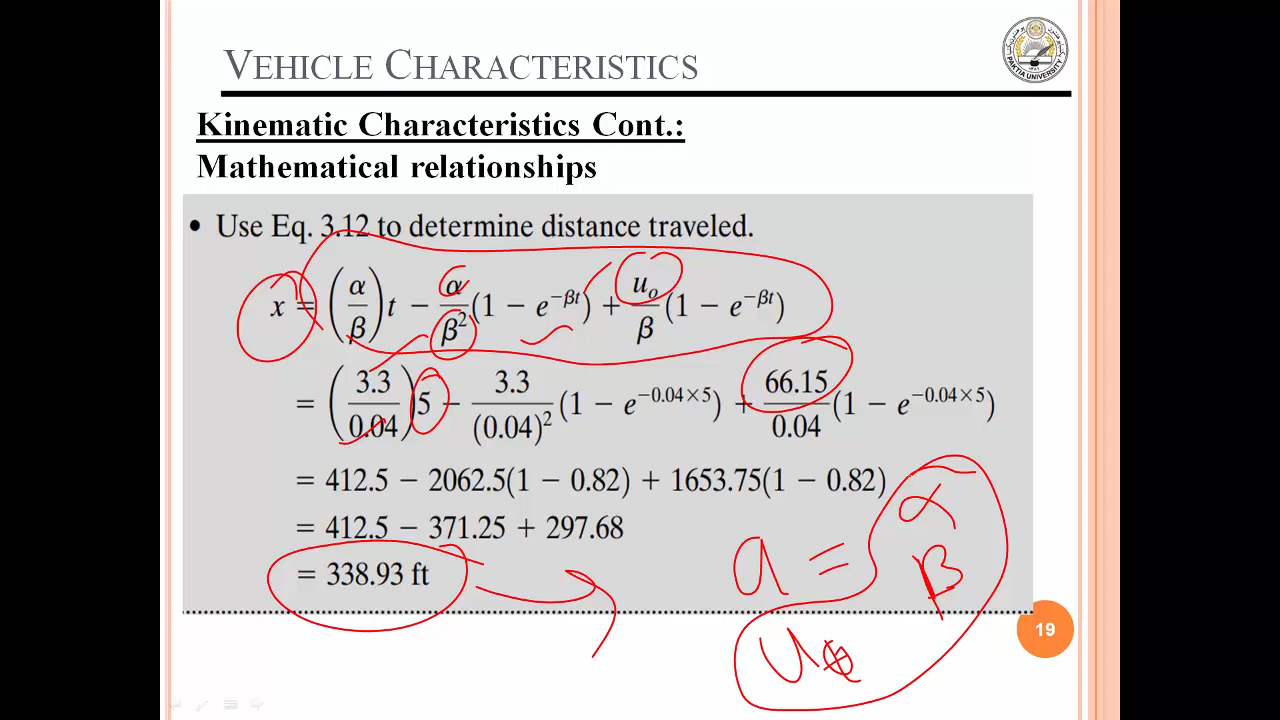 VEHICLE CHARACTERISTICS
PAKTIA UNIVERSITY
Kinematic Characteristics Cont.:
Mathematical relationships
• Use Eq. 3.12 to determine distance traveled.
x = (α/β)t − α/β²(1 − e^−βt) + u₀/β(1 − e^−βt)
= (3.3/0.04)5 − 3.3/(0.04)²(1 − e^−0.04×5) + 66.15/0.04(1 − e^−0.04×5)
= 412.5 − 2062.5(1 − 0.82) + 1653.75(1 − 0.82)
= 412.5 − 371.25 + 297.68
= 338.93 ft
α
a = β
19